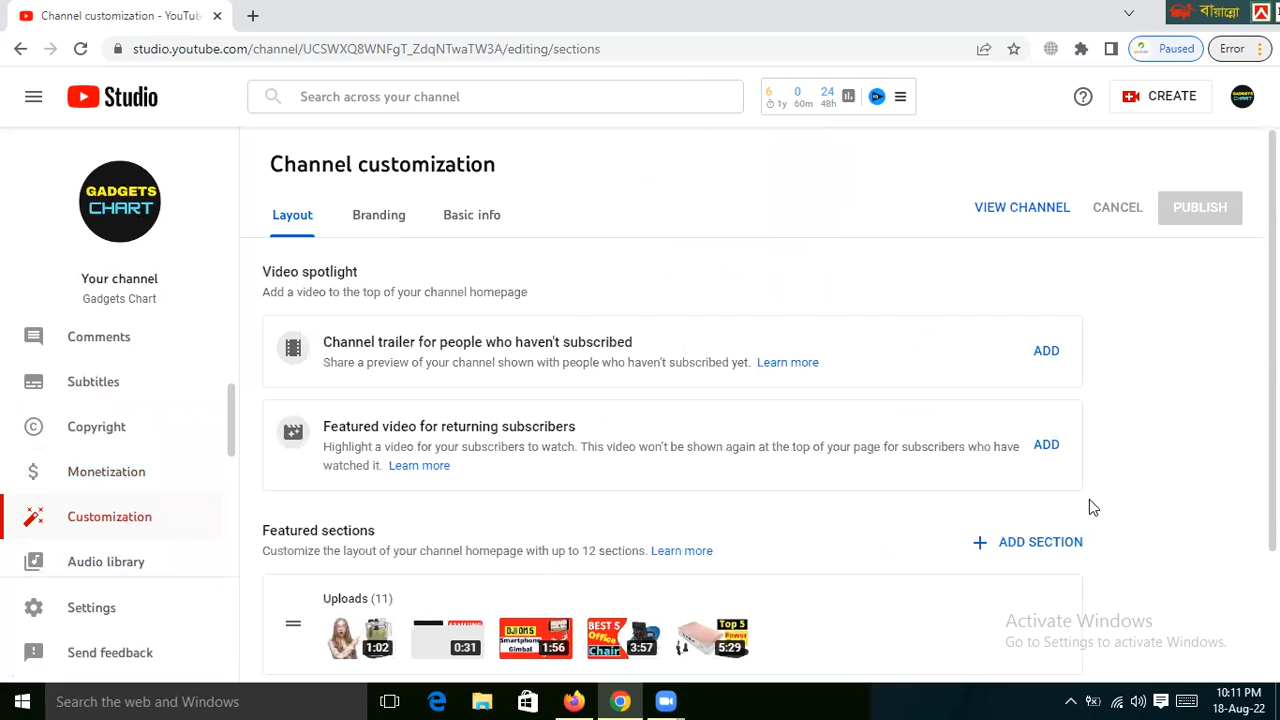 Channel customization - YouTub
বায়ান্নো
studio.youtube.com/channel/UCSWXQ8WNFgT_ZdqNTwaTW3A/editing/sections
Paused
Error
Studio
Search across your channel
6 0 24
1y 60m 48h
CREATE
GADGETS
CHART
Your channel
Gadgets Chart
Comments
Subtitles
Copyright
Monetization
Customization
Audio library
Settings
Send feedback
Channel customization
Layout
Branding
Basic info
VIEW CHANNEL
CANCEL
PUBLISH
Video spotlight
Add a video to the top of your channel homepage
Channel trailer for people who haven't subscribed
Share a preview of your channel shown with people who haven't subscribed yet. Learn more
ADD
Featured video for returning subscribers
Highlight a video for your subscribers to watch. This video won't be shown again at the top of your page for subscribers who have
watched it. Learn more
ADD
Featured sections
Customize the layout of your channel homepage with up to 12 sections. Learn more
ADD SECTION
Uploads (11)
1:02
SAMSUNG
0:31
DJI OM 5
Smartphone
Gimbal
1:56
BEST 5
Office
Chair
3:57
Top 5
Power
5:29
Activate Windows
Go to Settings to activate Windows.
Search the web and Windows
10:11 PM
18-Aug-22